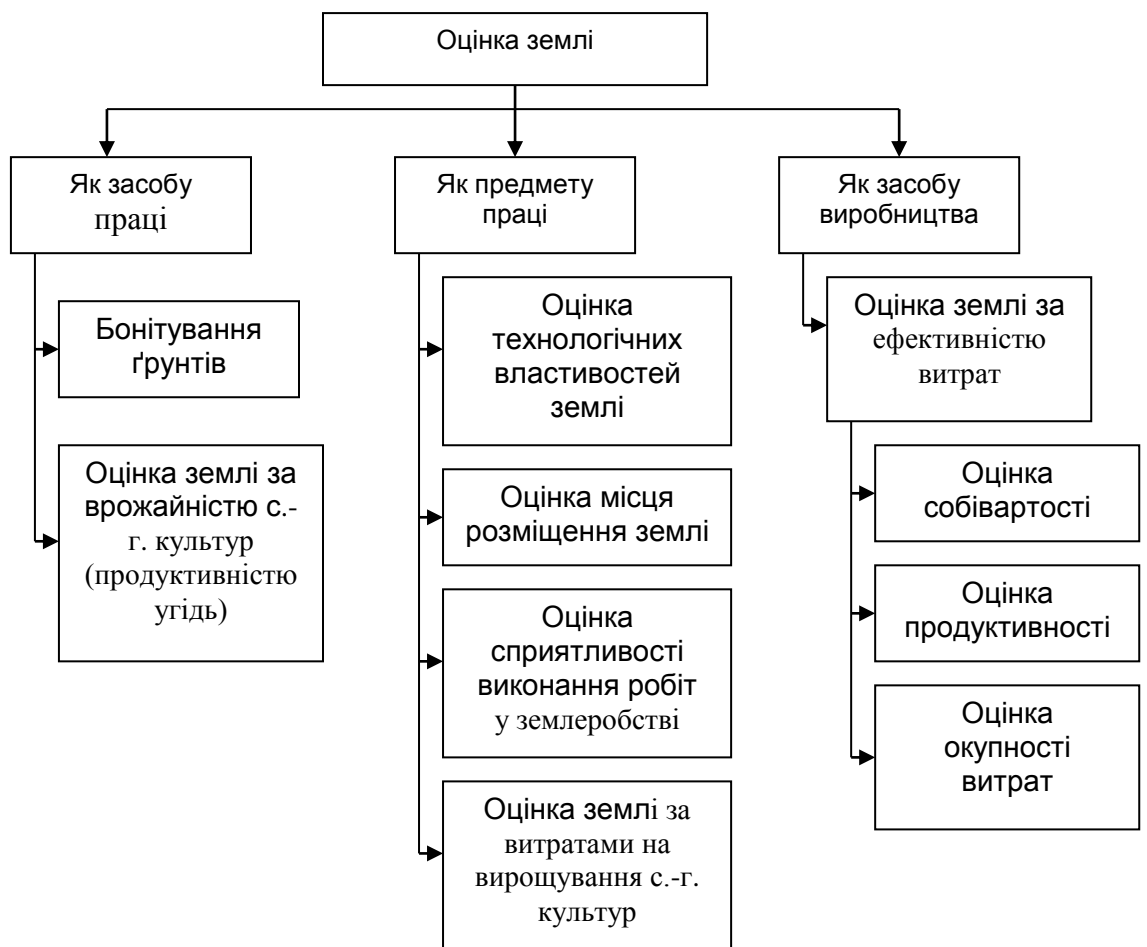 Оцінка землі
Як засобу
праці
Як предмету
праці
Як засобу
виробництва
Бонітування
ґрунтів
Оцінка землі за
врожайністю с.-
г. культур
(продуктивністю
угідь)
Оцінка
технологічних
властивостей
землі
Оцінка місця
розміщення землі
Оцінка
сприятливості
виконання робіт
у землеробстві
Оцінка землі за
витратами на
вирощування с.-г.
культур
Оцінка землі за
ефективністю
витрат
Оцінка
собівартості
Оцінка
продуктивності
Оцінка
окупності
витрат